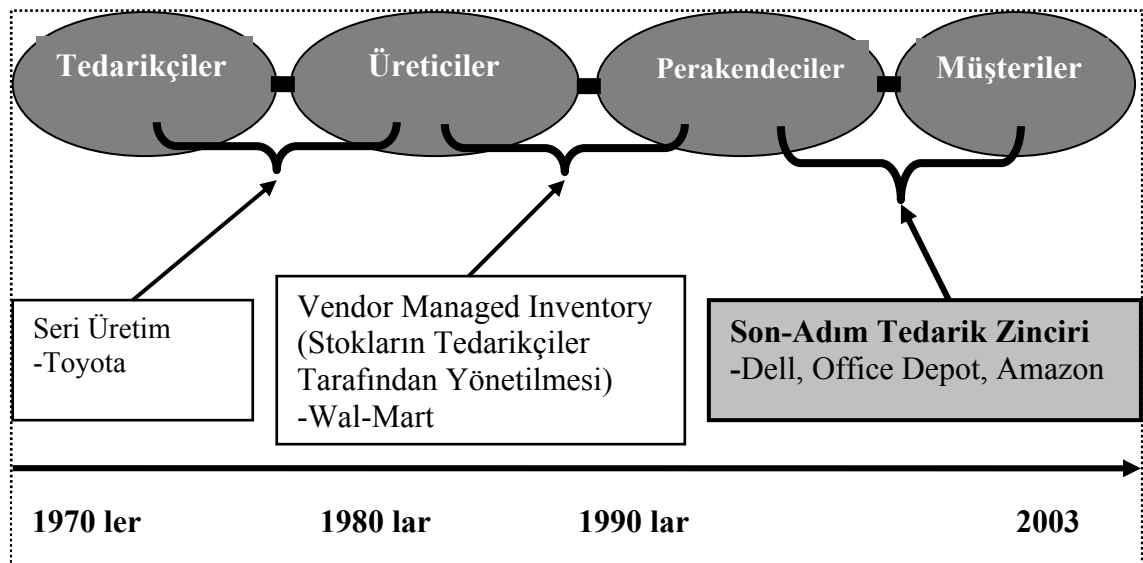 Tedarikçiler
Üreticiler
Perakendeciler
Müşteriler
Seri Üretim
-Toyota
Vendor Managed Inventory
(Stokların Tedarikçiler
Tarafından Yönetilmesi)
-Wal-Mart
Son-Adım Tedarik Zinciri
-Dell, Office Depot, Amazon
1970 ler
1980 lar
1990 lar
2003